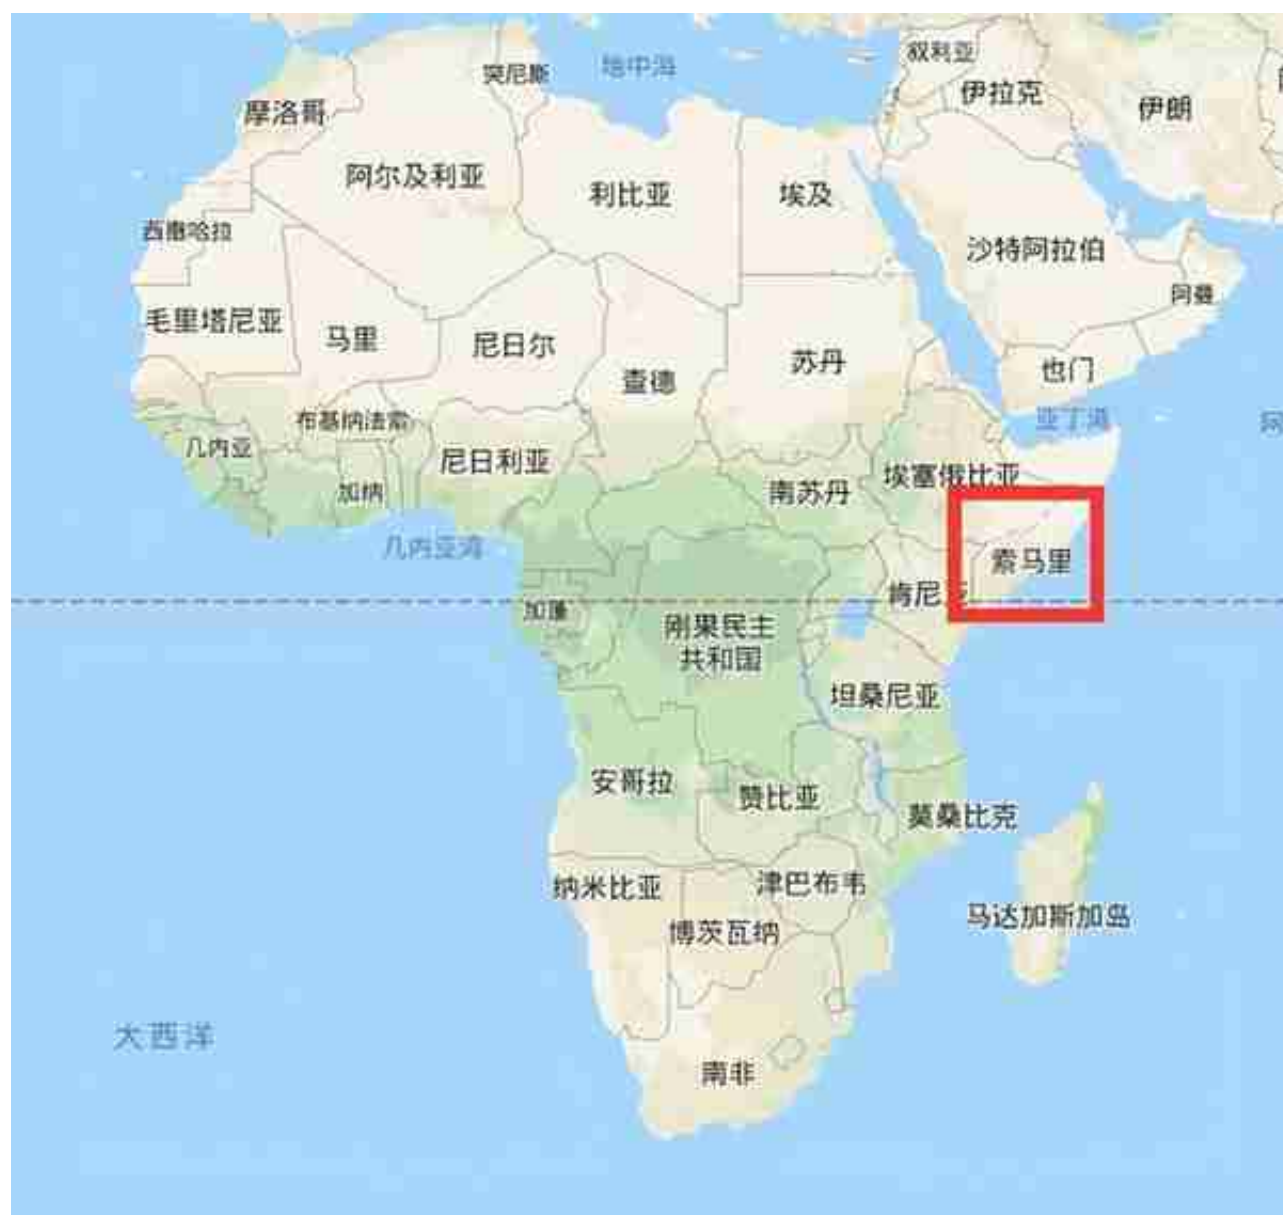 叙利亚
突尼斯
地中海
伊拉克
伊朗
摩洛哥
阿尔及利亚
利比亚
埃及
西撒哈拉
沙特阿拉伯
阿曼
毛里塔尼亚
马里
尼日尔
苏丹
也门
查德
布基纳法索
亚丁湾
阿
几内亚
尼日利亚
埃塞俄比亚
加纳
南苏丹
几内亚湾
索马里
肯尼亚
加蓬
刚果民主
共和国
坦桑尼亚
安哥拉
赞比亚
莫桑比克
纳米比亚
津巴布韦
马达加斯加岛
博茨瓦纳
大西洋
南非